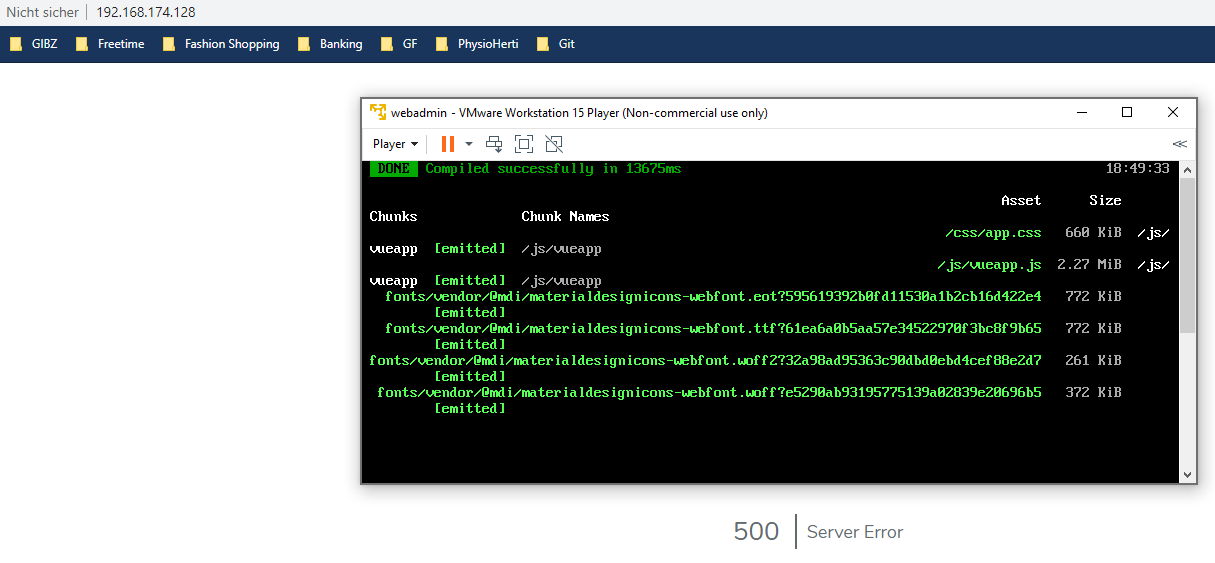 Nicht sicher 192.168.174.128
GIBZ Freetime Fashion Shopping Banking GF PhysioHerti Git
webadmin - VMware Workstation 15 Player (Non-commercial use only)
Player
DONE Compiled successfully in 13675ms 18:49:33
Asset Size
Chunks Chunk Names
/css/app.css 660 KiB /js/
vueapp [emitted] /js/vueapp
/js/vueapp.js 2.27 MiB /js/
vueapp [emitted] /js/vueapp
fonts/vendor/@mdi/materialdesignicons-webfont.eot?595619392b0fd11530a1b2cb16d422e4 772 KiB
[emitted]
fonts/vendor/@mdi/materialdesignicons-webfont.ttf?61ea6a0b5aa57e34522970f3bc8f9b65 772 KiB
[emitted]
fonts/vendor/@mdi/materialdesignicons-webfont.woff2?32a98ad95363c90dbd0ebd4cef88e2d7 261 KiB
[emitted]
fonts/vendor/@mdi/materialdesignicons-webfont.woff?e5290ab93195775139a02839e20696b5 372 KiB
[emitted]
500 Server Error